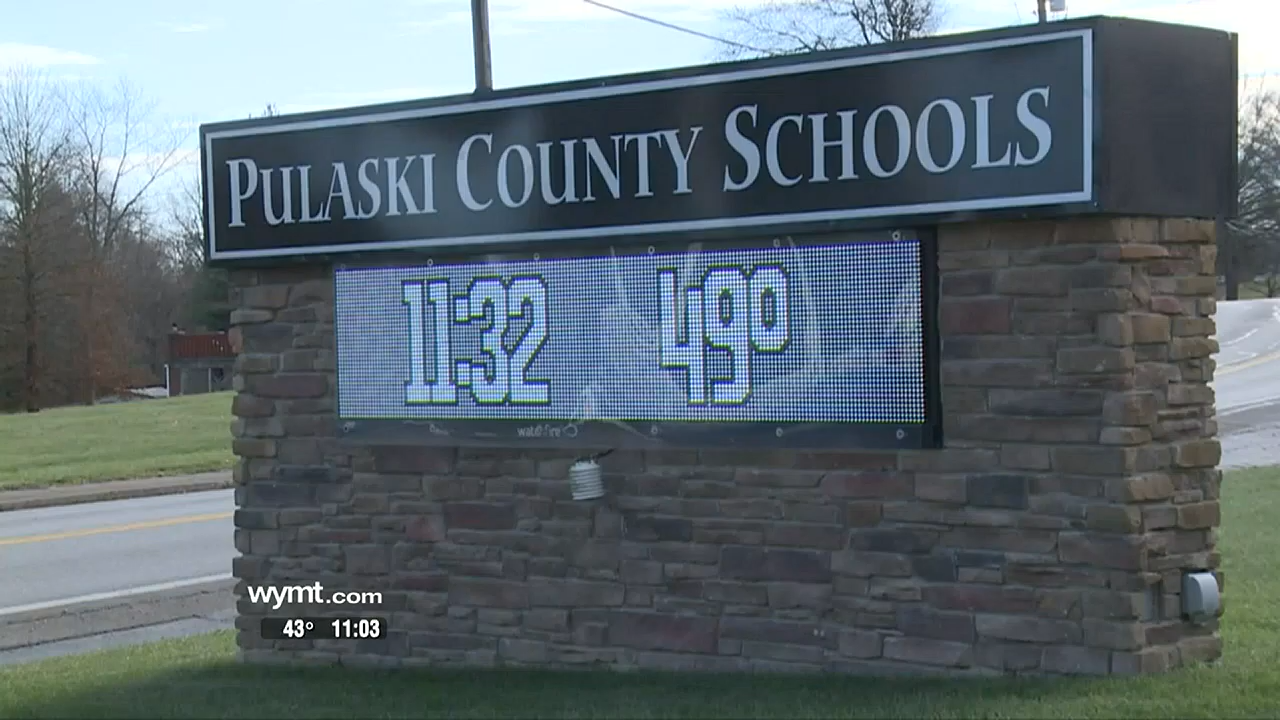 PULASKI COUNTY SCHOOLS
11:32 49°
watchfire
wymt.com
43° 11:03